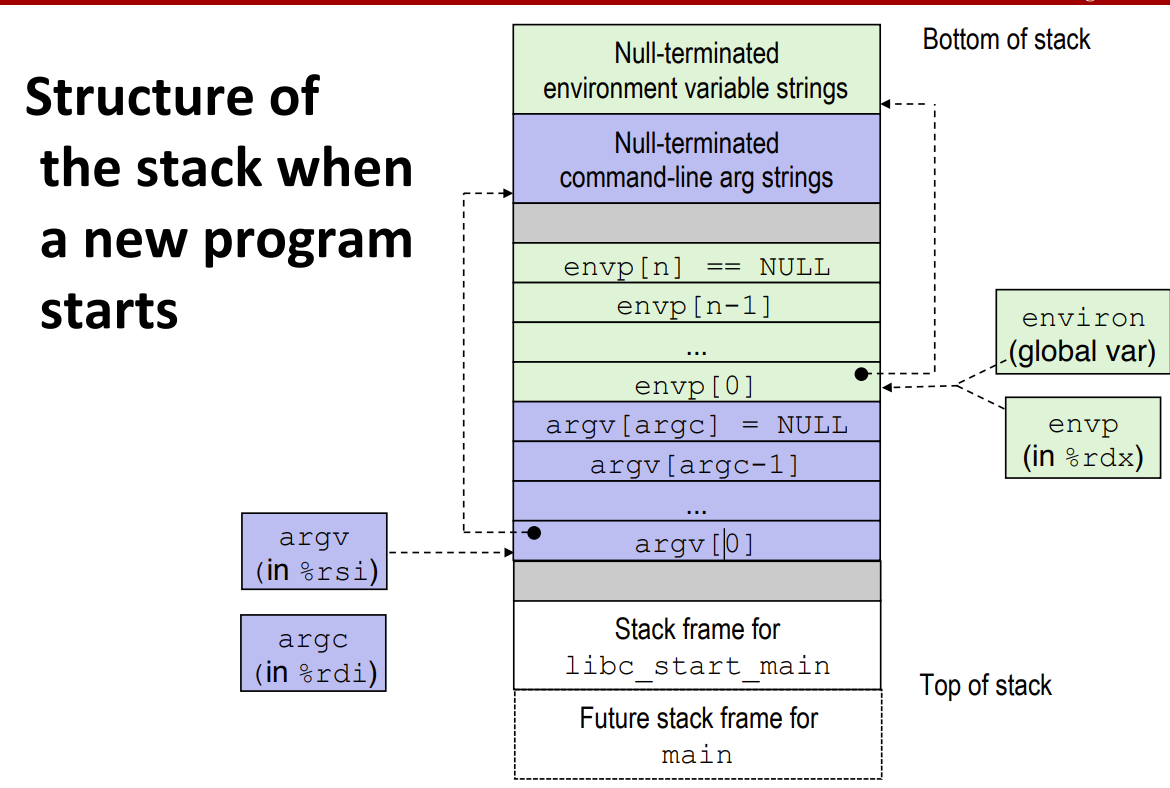 Structure of
the stack when
a new program
starts
Bottom of stack
Null-terminated
environment variable strings
Null-terminated
command-line arg strings
envp[n] == NULL
envp[n-1]
...
envp[0]
argv[argc] = NULL
argv[argc-1]
...
argv[0]
environ
(global var)
envp
(in %rdx)
argv
(in %rsi)
argc
(in %rdi)
Stack frame for
libc_start_main
Top of stack
Future stack frame for
main